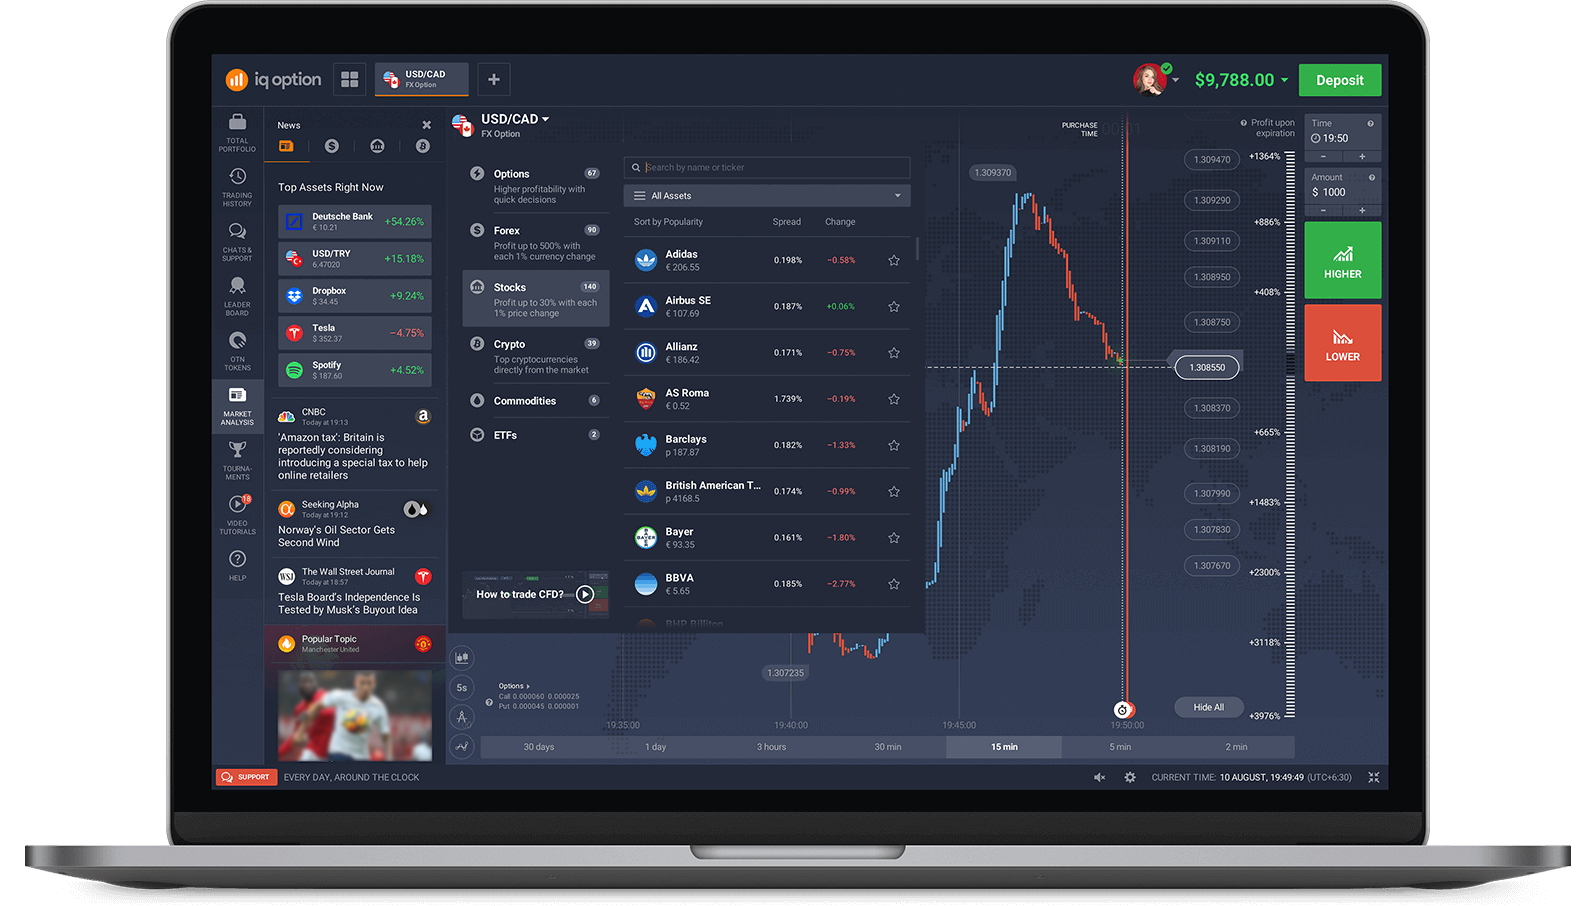 iq option
USD/CAD
FX Option
$9,788.00
Deposit
TOTAL
PORTFOLIO
TRADING
HISTORY
CHATS &
SUPPORT
LEADER
BOARD
OTN
TOKENS
MARKET
ANALYSIS
TOURNA-
MENTS
18
VIDEO
TUTORIALS
HELP
News
Top Assets Right Now
Deutsche Bank
€ 10.21
+54.26%
USD/TRY
6.47020
+15.18%
Dropbox
$ 34.45
+9.24%
Tesla
$ 352.37
−4.75%
Spotify
$ 187.60
+4.52%
CNBC
Today at 19:13
'Amazon tax': Britain is
reportedly considering
introducing a special tax to help
online retailers
Seeking Alpha
Today at 19:12
Norway's Oil Sector Gets
Second Wind
WSJ
The Wall Street Journal
Today at 18:57
Tesla Board's Independence Is
Tested by Musk's Buyout Idea
Popular Topic
Manchester United
USD/CAD
FX Option
Options 67
Higher profitability with
quick decisions
Forex 90
Profit up to 500% with
each 1% currency change
Stocks 140
Profit up to 30% with each
1% price change
Crypto 39
Top cryptocurrencies
directly from the market
Commodities 6
ETFs 2
How to trade CFD?
Search by name or ticker
All Assets
Sort by Popularity Spread Change
Adidas
€ 206.55
0.198% −0.58%
Airbus SE
€ 107.69
0.187% +0.06%
Allianz
€ 186.42
0.171% −0.75%
AS Roma
€ 0.52
1.739% −0.19%
Barclays
p 187.87
0.182% −1.33%
British American T...
p 4168.5
0.174% −0.99%
Bayer
€ 93.35
0.161% −1.80%
BBVA
€ 5.65
0.185% −2.77%
BHP Billiton
PURCHASE
TIME
1.309370
1.307235
Profit upon
expiration
1.309470
1.309290
1.309110
1.308950
1.308750
1.308550
1.308370
1.308190
1.307990
1.307830
1.307670
+1364%
+886%
+408%
+665%
+1483%
+2300%
+3118%
+3976%
Hide All
Time
19:50
− +
Amount
$ 1000
− +
HIGHER
LOWER
5s
Options
Call 0.000060 0.000025
Put 0.000045 0.000001
19:35:00
19:40:00
19:45:00
19:50:00
30 days
1 day
3 hours
30 min
15 min
5 min
2 min
SUPPORT
EVERY DAY, AROUND THE CLOCK
CURRENT TIME: 10 AUGUST, 19:49:49 (UTC+6:30)